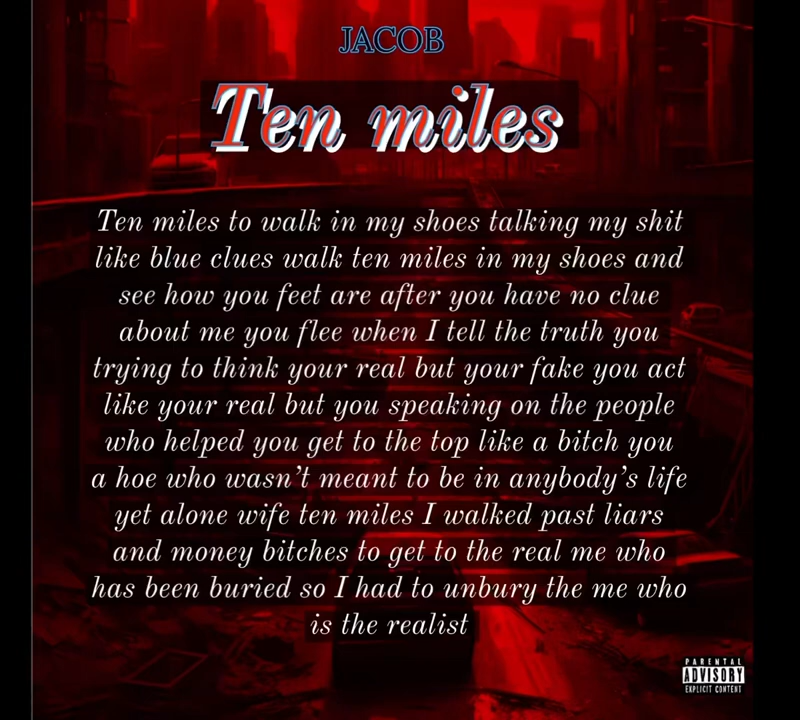 JACOB
Ten miles
Ten miles to walk in my shoes talking my shit
like blue clues walk ten miles in my shoes and
see how you feet are after you have no clue
about me you flee when I tell the truth you
trying to think your real but your fake you act
like your real but you speaking on the people
who helped you get to the top like a bitch you
a hoe who wasn't meant to be in anybody's life
yet alone wife ten miles I walked past liars
and money bitches to get to the real me who
has been buried so I had to unbury the me who
is the realist
PARENTAL
ADVISORY
EXPLICIT CONTENT